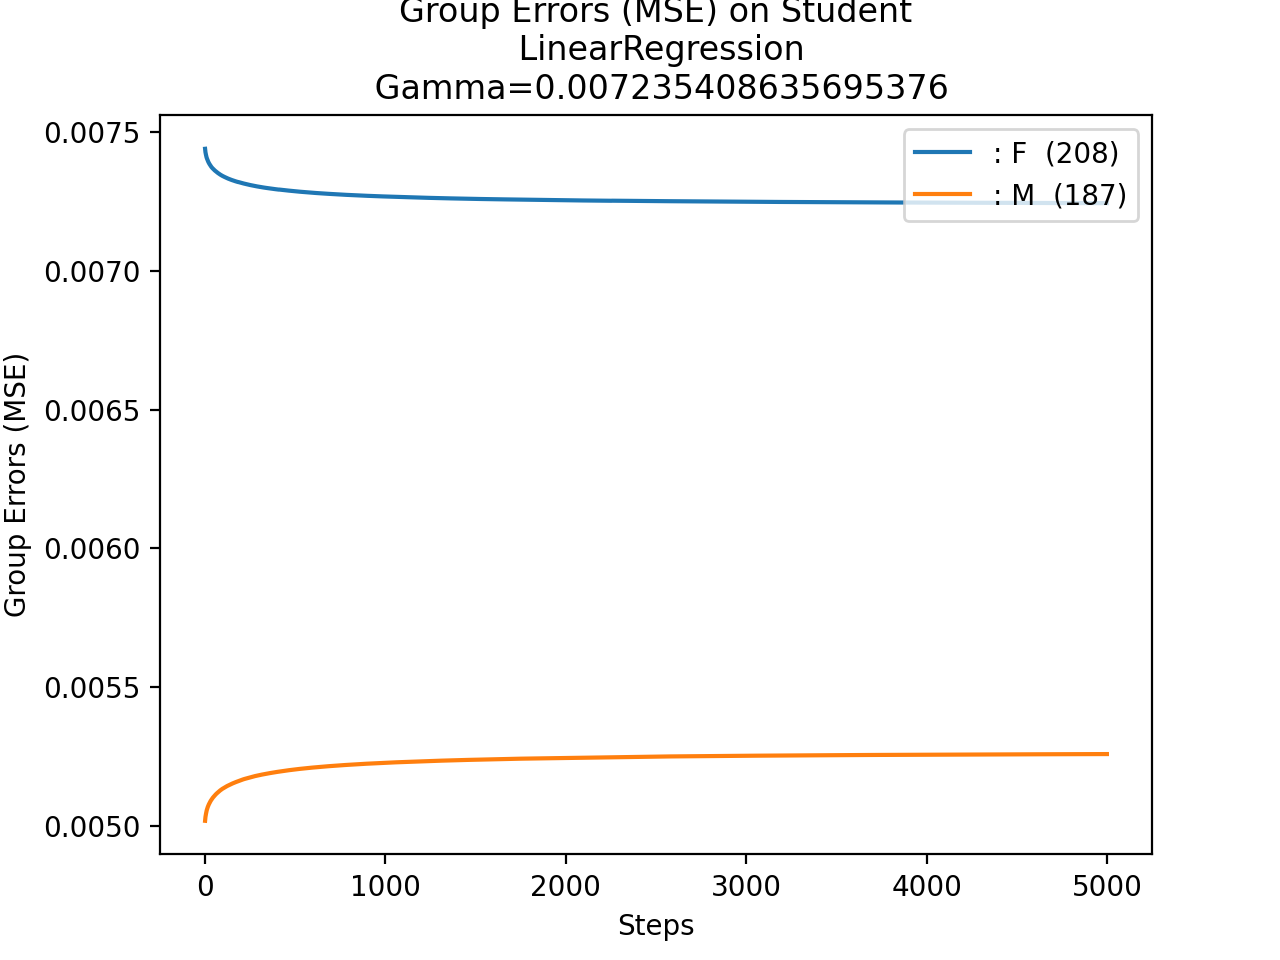 Group Errors (MSE) on Student
LinearRegression
Gamma=0.007235408635695376
: F (208)
: M (187)
Group Errors (MSE)
0.0075
0.0070
0.0065
0.0060
0.0055
0.0050
0 1000 2000 3000 4000 5000
Steps